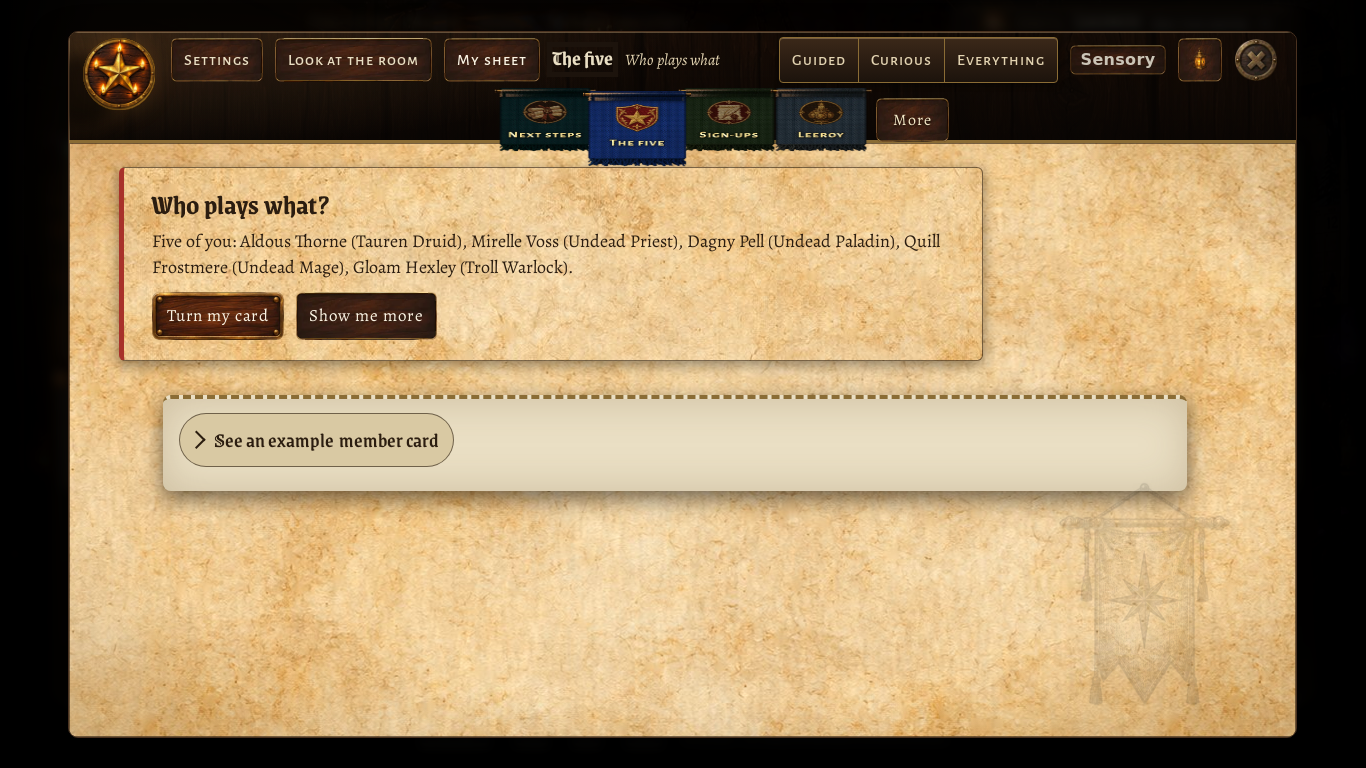 Settings
Look at the room
My sheet
The five
Who plays what
Guided
Curious
Everything
Sensory
Next steps
The five
Sign-ups
Leeroy
More
Who plays what?
Five of you: Aldous Thorne (Tauren Druid), Mirelle Voss (Undead Priest), Dagny Pell (Undead Paladin), Quill
Frostmere (Undead Mage), Gloam Hexley (Troll Warlock).
Turn my card
Show me more
See an example member card